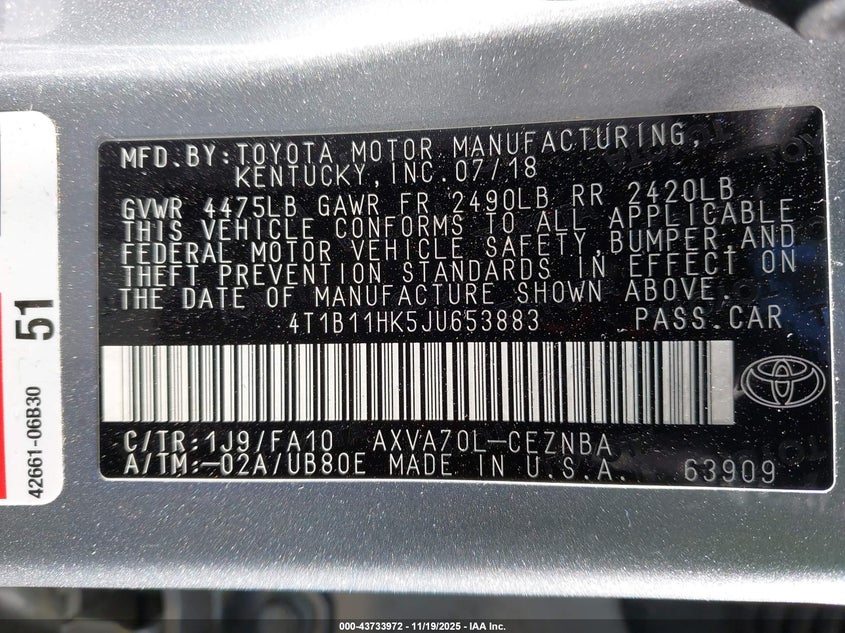 MFD.BY:TOYOTA MOTOR MANUFACTURING,
KENTUCKY,INC.07/18
GVWR 4475LB GAWR FR 2490LB RR 2420LB
THIS VEHICLE CONFORMS TO ALL APPLICABLE
FEDERAL MOTOR VEHICLE SAFETY,BUMPER,AND
THEFT PREVENTION STANDARDS IN EFFECT ON
THE DATE OF MANUFACTURE SHOWN ABOVE.
4T1B11HK5JU653883 PASS.CAR
C/TR:1J9/FA10 AXVA70L-CEZNBA
A/TM:-02A/UB80E MADE IN U.S.A. 63909
51
42661-06B30
000-43733972 - 11/19/2025 - IAA Inc.